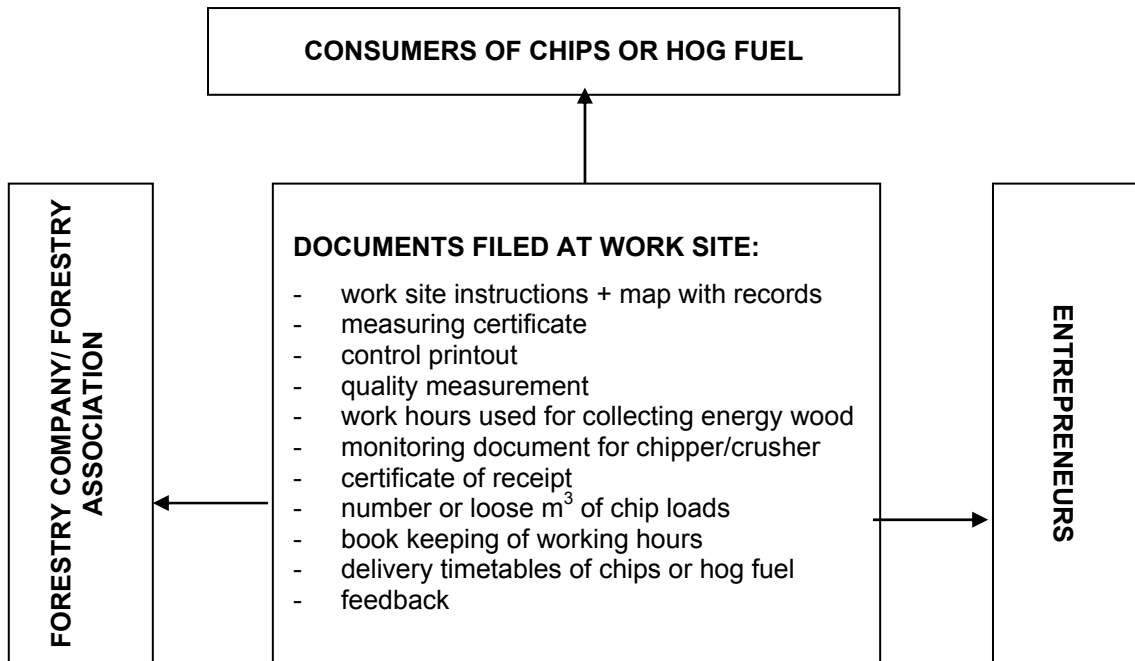 CONSUMERS OF CHIPS OR HOG FUEL
FORESTRY COMPANY/ FORESTRY
ASSOCIATION
DOCUMENTS FILED AT WORK SITE:
- work site instructions + map with records
- measuring certificate
- control printout
- quality measurement
- work hours used for collecting energy wood
- monitoring document for chipper/crusher
- certificate of receipt
- number or loose m³ of chip loads
- book keeping of working hours
- delivery timetables of chips or hog fuel
- feedback
ENTREPRENEURS